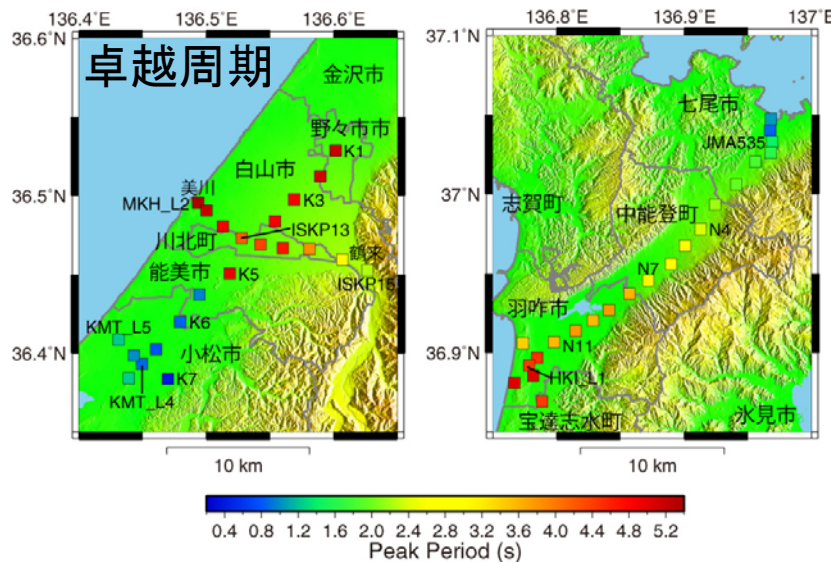 136.4°E
136.5°E
136.6°E
36.6°N
36.5°N
36.4°N
卓越周期
金沢市
野々市市
K1
白山市
K3
美川
MKH_L2
ISKP13
川北町
鶴来
能美市
K5
ISKP15
KMT_L5
K6
小松市
K7
KMT_L4
10 km
136.8°E
136.9°E
137°E
37.1°N
37°N
36.9°N
七尾市
JMA535
志賀町
中能登町
N4
N7
羽咋市
N11
HKI_L1
宝達志水町
氷見市
10 km
0.4 0.8 1.2 1.6 2.0 2.4 2.8 3.2 3.6 4.0 4.4 4.8 5.2
Peak Period (s)